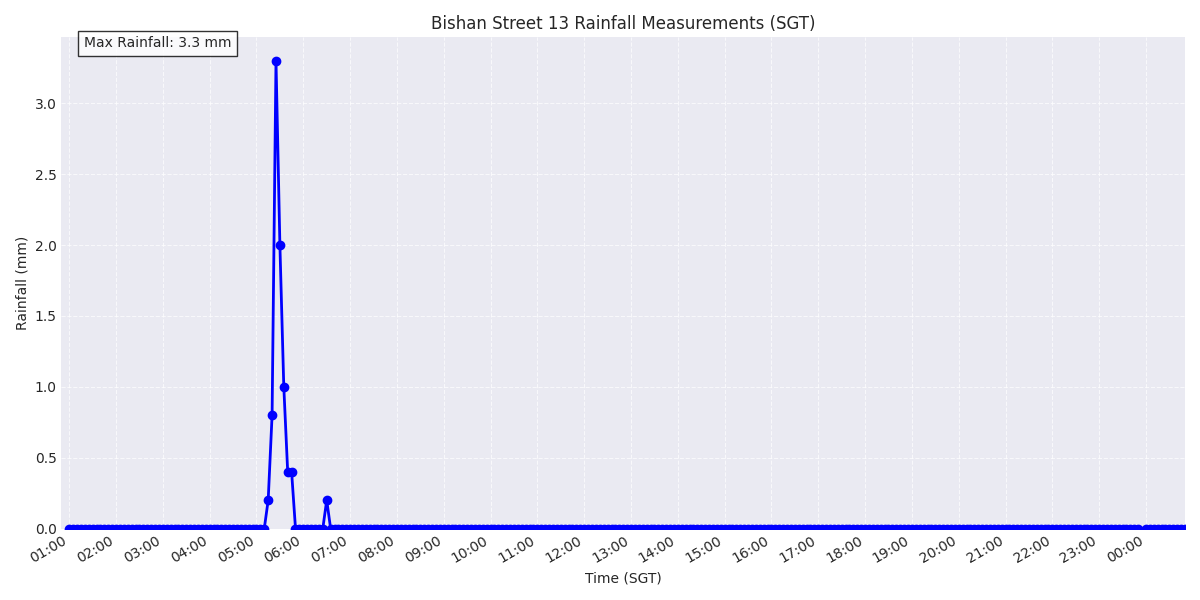 Bishan Street 13 Rainfall Measurements (SGT)
Max Rainfall: 3.3 mm
Rainfall (mm)
3.0
2.5
2.0
1.5
1.0
0.5
0.0
01:00 02:00 03:00 04:00 05:00 06:00 07:00 08:00 09:00 10:00 11:00 12:00 13:00 14:00 15:00 16:00 17:00 18:00 19:00 20:00 21:00 22:00 23:00 00:00
Time (SGT)